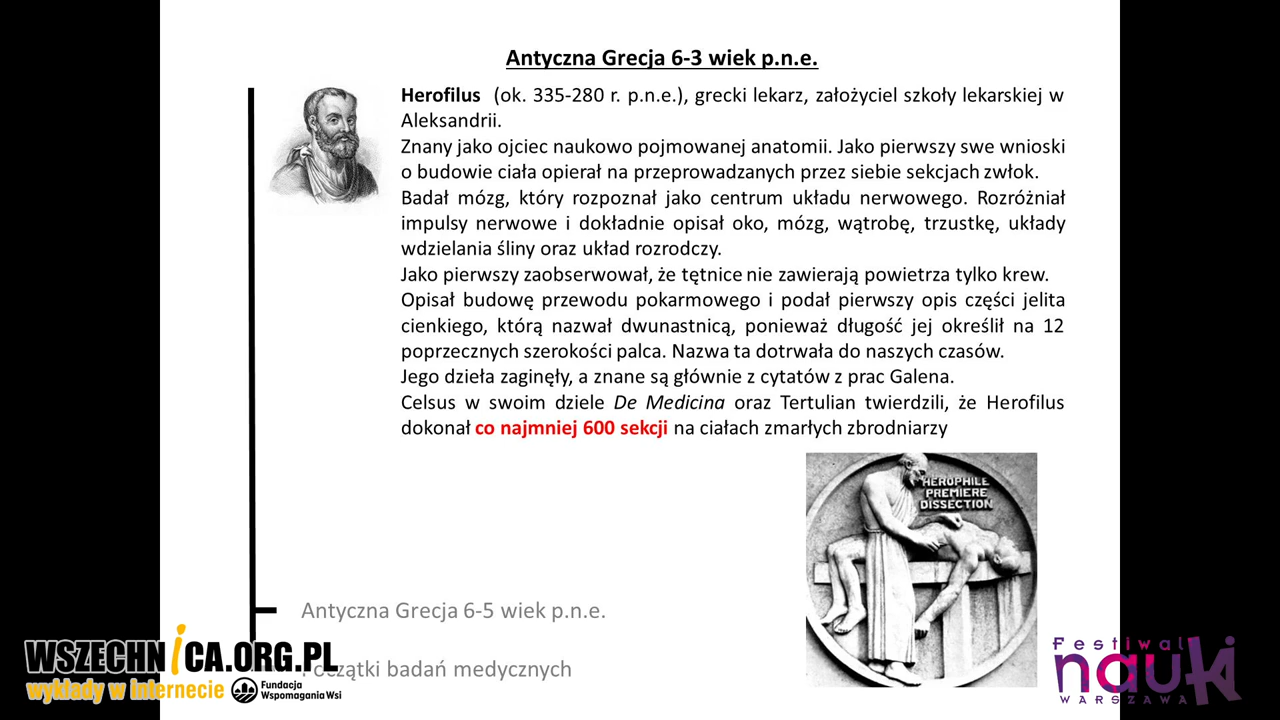 Antyczna Grecja 6-3 wiek p.n.e.
Herofilus (ok. 335-280 r. p.n.e.), grecki lekarz, założyciel szkoły lekarskiej w
Aleksandrii.
Znany jako ojciec naukowo pojmowanej anatomii. Jako pierwszy swe wnioski
o budowie ciała opierał na przeprowadzanych przez siebie sekcjach zwłok.
Badał mózg, który rozpoznał jako centrum układu nerwowego. Rozróżniał
impulsy nerwowe i dokładnie opisał oko, mózg, wątrobę, trzustkę, układy
wdzielania śliny oraz układ rozrodczy.
Jako pierwszy zaobserwował, że tętnice nie zawierają powietrza tylko krew.
Opisał budowę przewodu pokarmowego i podał pierwszy opis części jelita
cienkiego, którą nazwał dwunastnicą, ponieważ długość jej określił na 12
poprzecznych szerokości palca. Nazwa ta dotrwała do naszych czasów.
Jego dzieła zaginęły, a znane są głównie z cytatów z prac Galena.
Celsus w swoim dziele De Medicina oraz Tertulian twierdzili, że Herofilus
dokonał co najmniej 600 sekcji na ciałach zmarłych zbrodniarzy
HEROPHILE
PREMIERE
DISSECTION
Antyczna Grecja 6-5 wiek p.n.e.
Początki badań medycznych
WSZECHNICA.ORG.PL
wykłady w Internecie
Fundacja
Wspomagania Wsi
Festiwal
nauki
WARSZAWA